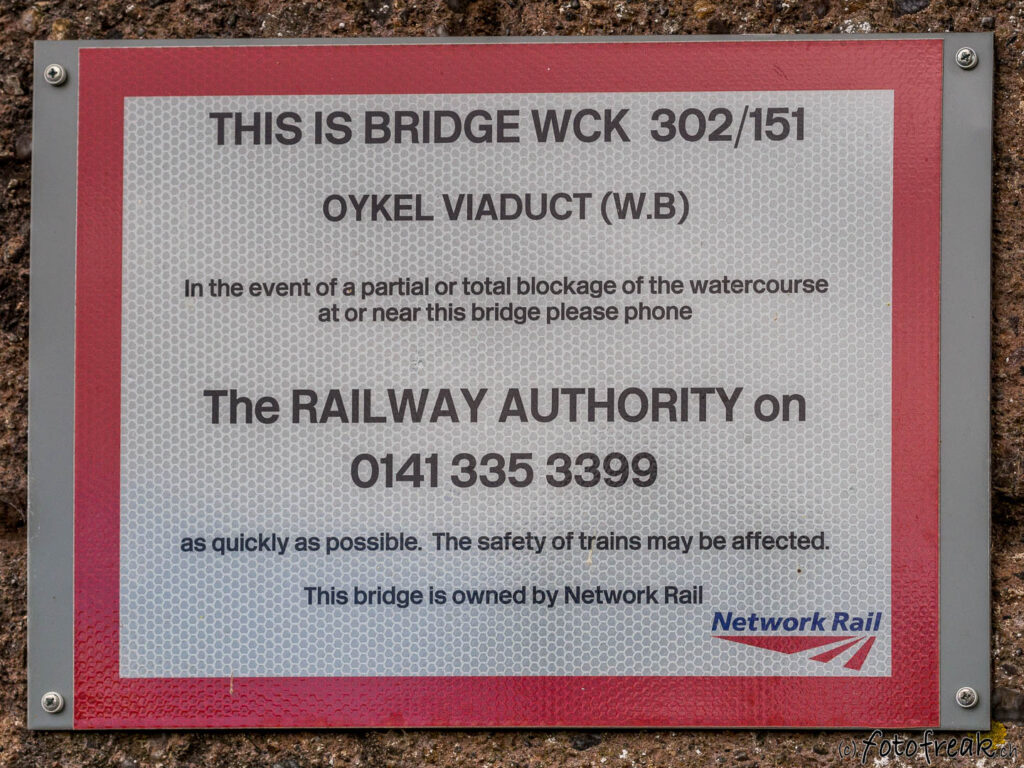 THIS IS BRIDGE WCK 302/151
OYKEL VIADUCT (W.B)
In the event of a partial or total blockage of the watercourse
at or near this bridge please phone
The RAILWAY AUTHORITY on
0141 335 3399
as quickly as possible. The safety of trains may be affected.
This bridge is owned by Network Rail
Network Rail
(c) fotofreak.ch